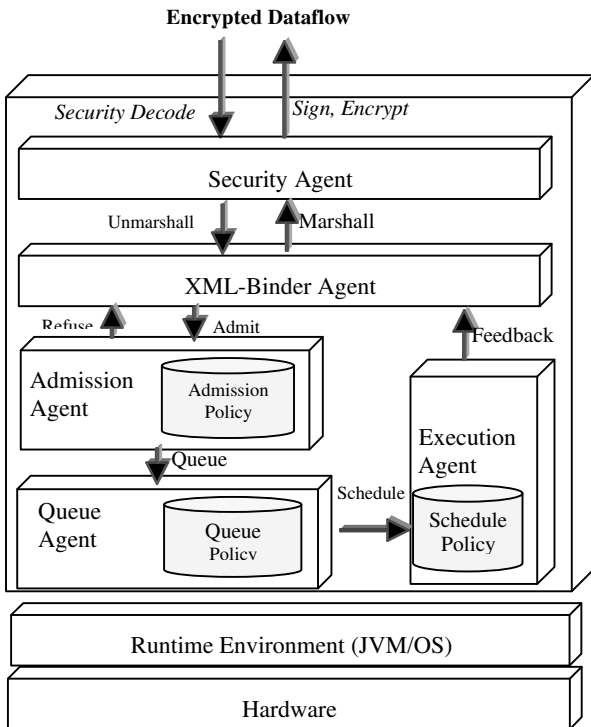 Encrypted Dataflow
Security Decode
Sign, Encrypt
Security Agent
Unmarshall
Marshall
XML-Binder Agent
Refuse
Admit
Feedback
Admission
Agent
Admission
Policy
Execution
Agent
Queue
Queue
Agent
Queue
Policy
Schedule
Schedule
Policy
Runtime Environment (JVM/OS)
Hardware